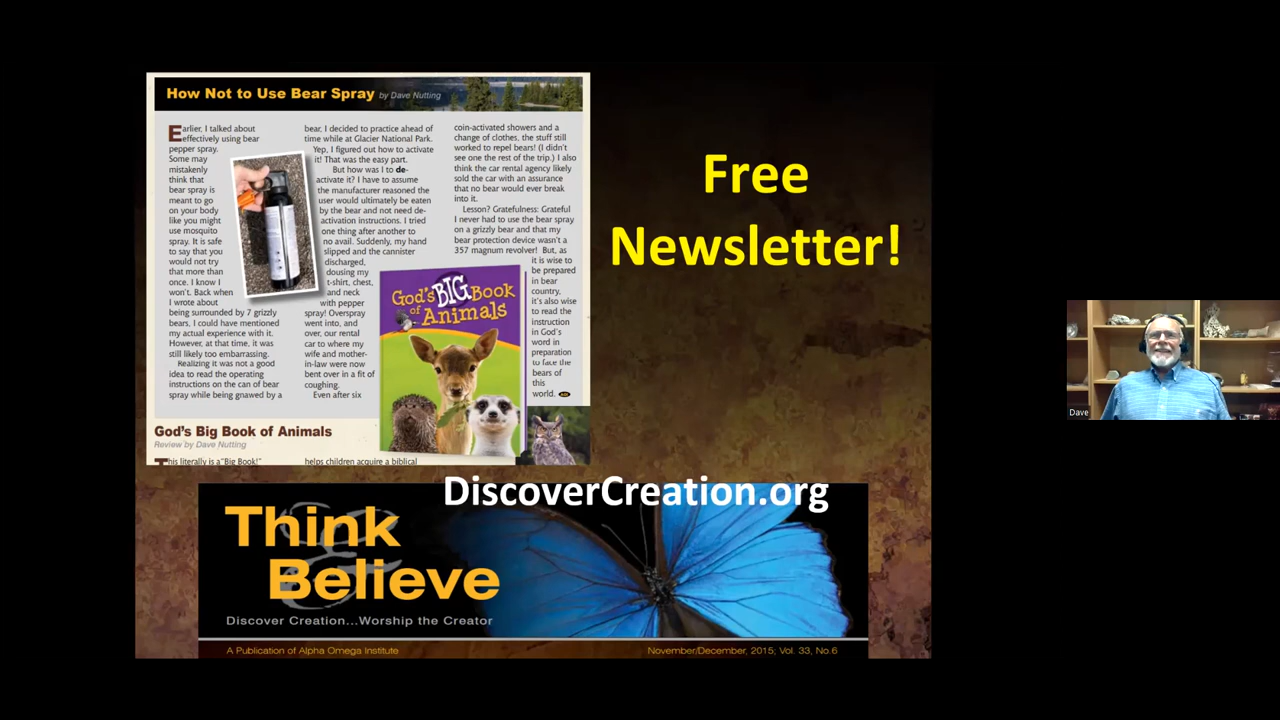 How Not to Use Bear Spray by Dave Nutting
Earlier, I talked about
effectively using bear
pepper spray.
Some may
mistakenly
think that
bear spray is
meant to go
on your body
like you might
use mosquito
spray. It is safe
to say that you
would not try
that more than
once. I know I
won't. Back when
I wrote about
being surrounded by 7 grizzly
bears, I could have mentioned
my actual experience with it.
However, at that time, it was
still likely too embarrassing.
Realizing it was not a good
idea to read the operating
instructions on the can of bear
spray while being gnawed by a
bear, I decided to practice ahead of
time while at Glacier National Park.
Yep, I figured out how to activate
it! That was the easy part.
But how was I to de-
activate it? I have to assume
the manufacturer reasoned the
user would ultimately be eaten
by the bear and not need de-
activation instructions. I tried
one thing after another to
no avail. Suddenly, my hand
slipped and the cannister
discharged,
dousing my
t-shirt, chest,
and neck
with pepper
spray! Overspray
went into, and
over, our rental
car to where my
wife and mother-
in-law were now
bent over in a fit of
coughing.
Even after six
coin-activated showers and a
change of clothes, the stuff still
worked to repel bears! (I didn't
see one the rest of the trip.) I also
think the car rental agency likely
sold the car with an assurance
that no bear would ever break
into it.
Lesson? Gratefulness: Grateful
I never had to use the bear spray
on a grizzly bear and that my
bear protection device wasn't a
357 magnum revolver! But, as
it is wise to
be prepared
in bear
country,
it's also wise
to read the
instruction
in God's
word in
preparation
to face the
bears of
this
world.
God's BIG Book
of Animals
God's Big Book of Animals
Review by Dave Nutting
This literally is a "Big Book!"
helps children acquire a biblical
Free
Newsletter!
DiscoverCreation.org
Think
&
Believe
Discover Creation...Worship the Creator
A Publication of Alpha Omega Institute
November/December, 2015; Vol. 33, No.6
Dave